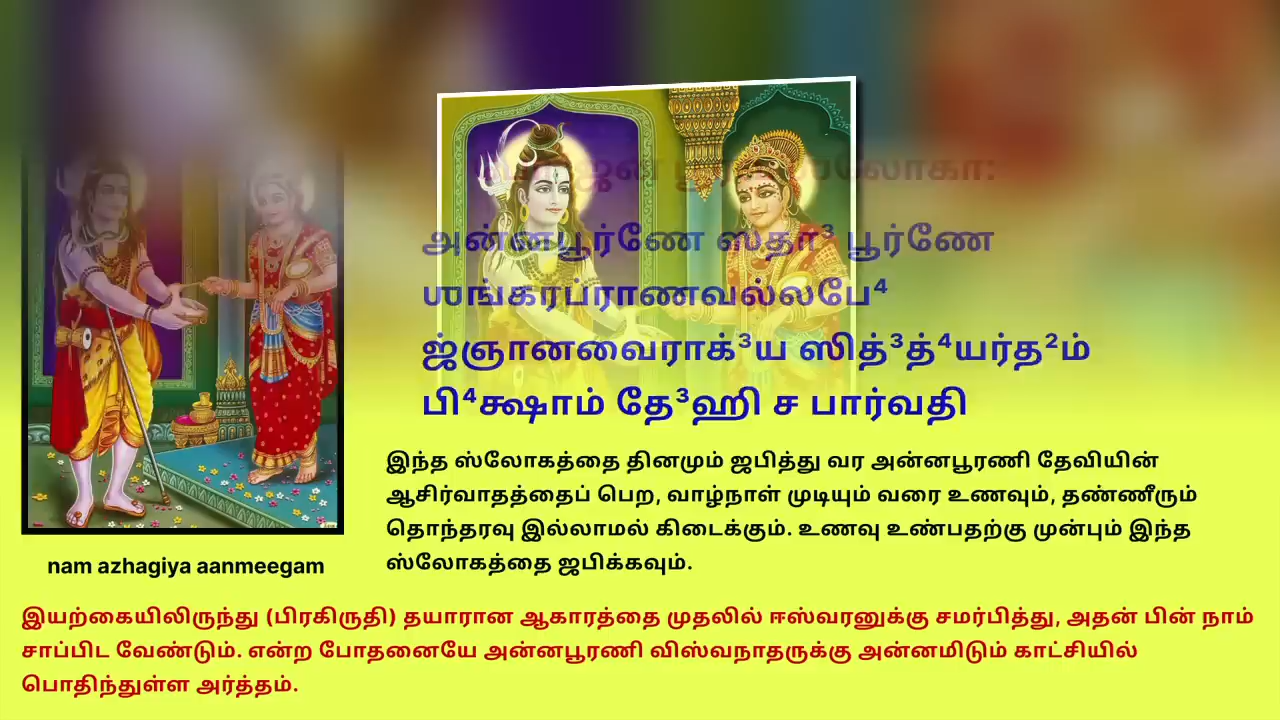 அன்னபூர்ணே ஸதா³ பூர்ணே
ஶங்கரப்ராணவல்லபே⁴
ஜ்ஞானவைராக்³ய ஸித்³த்⁴யர்த²ம்
பி⁴க்ஷாம் தே³ஹி ச பார்வதி
இந்த ஸ்லோகத்தை தினமும் ஜபித்து வர அன்னபூரணி தேவியின்
ஆசிர்வாதத்தைப் பெற, வாழ்நாள் முடியும் வரை உணவும், தண்ணீரும்
தொந்தரவு இல்லாமல் கிடைக்கும். உணவு உண்பதற்கு முன்பும் இந்த
ஸ்லோகத்தை ஜபிக்கவும்.
nam azhagiya aanmeegam
இயற்கையிலிருந்து (பிரகிருதி) தயாரான ஆகாரத்தை முதலில் ஈஸ்வரனுக்கு சமர்பித்து, அதன் பின் நாம்
சாப்பிட வேண்டும். என்ற போதனையே அன்னபூரணி விஸ்வநாதருக்கு அன்னமிடும் காட்சியில்
பொதிந்துள்ள அர்த்தம்.